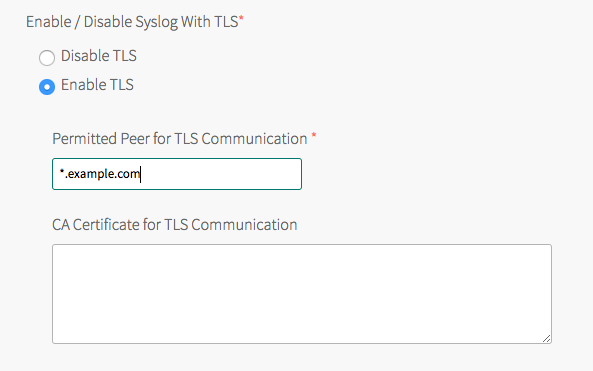 Enable / Disable Syslog With TLS*
Disable TLS
Enable TLS
Permitted Peer for TLS Communication *
*.example.com
CA Certificate for TLS Communication